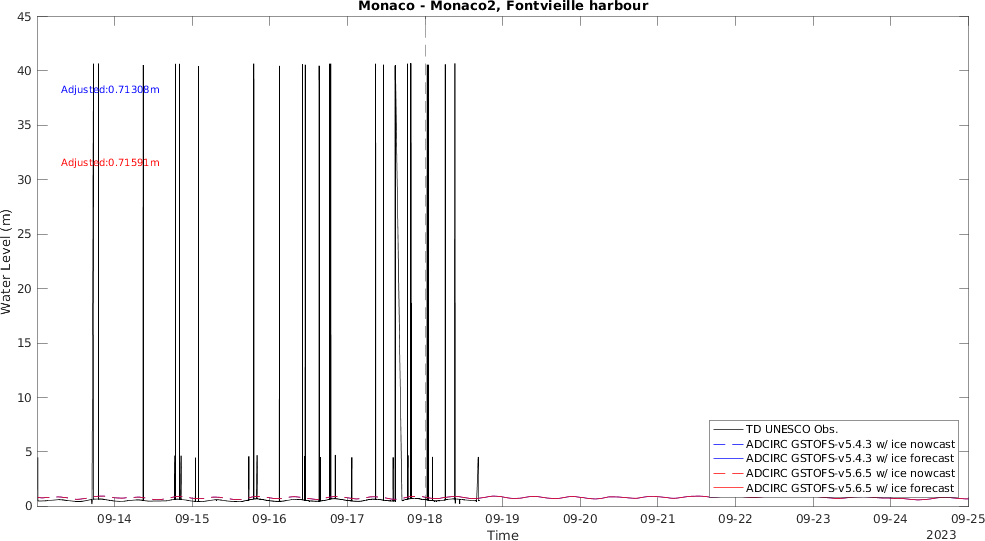 Monaco - Monaco2, Fontvieille harbour
45
40
35
30
25
20
15
10
5
0
Water Level (m)
Adjusted:0.71308m
Adjusted:0.71591m
TD UNESCO Obs.
ADCIRC GSTOFS-v5.4.3 w/ ice nowcast
ADCIRC GSTOFS-v5.4.3 w/ ice forecast
ADCIRC GSTOFS-v5.6.5 w/ ice nowcast
ADCIRC GSTOFS-v5.6.5 w/ ice forecast
09-14 09-15 09-16 09-17 09-18 09-19 09-20 09-21 09-22 09-23 09-24 09-25
Time
2023